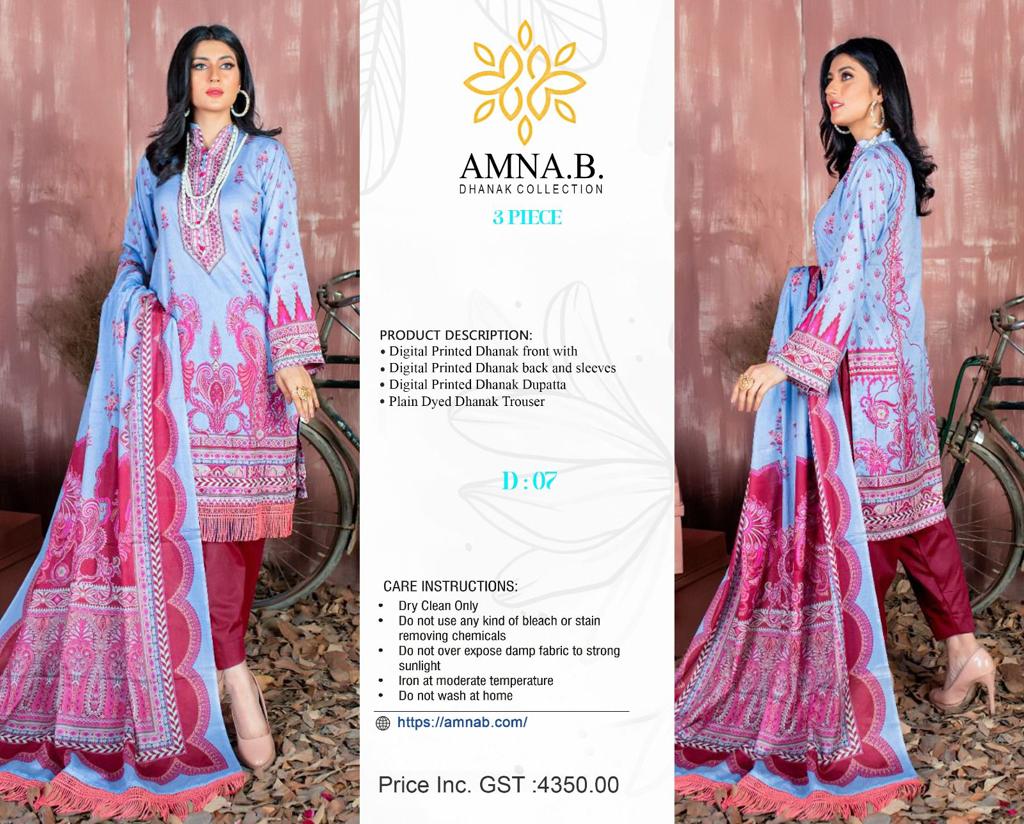 AMNA.B.
DHANAK COLLECTION
3 PIECE
PRODUCT DESCRIPTION:
• Digital Printed Dhanak front with
• Digital Printed Dhanak back and sleeves
• Digital Printed Dhanak Dupatta
• Plain Dyed Dhanak Trouser
D : 07
CARE INSTRUCTIONS:
• Dry Clean Only
• Do not use any kind of bleach or stain
removing chemicals
• Do not over expose damp fabric to strong
sunlight
• Iron at moderate temperature
• Do not wash at home
https://amnab.com/
Price Inc. GST :4350.00